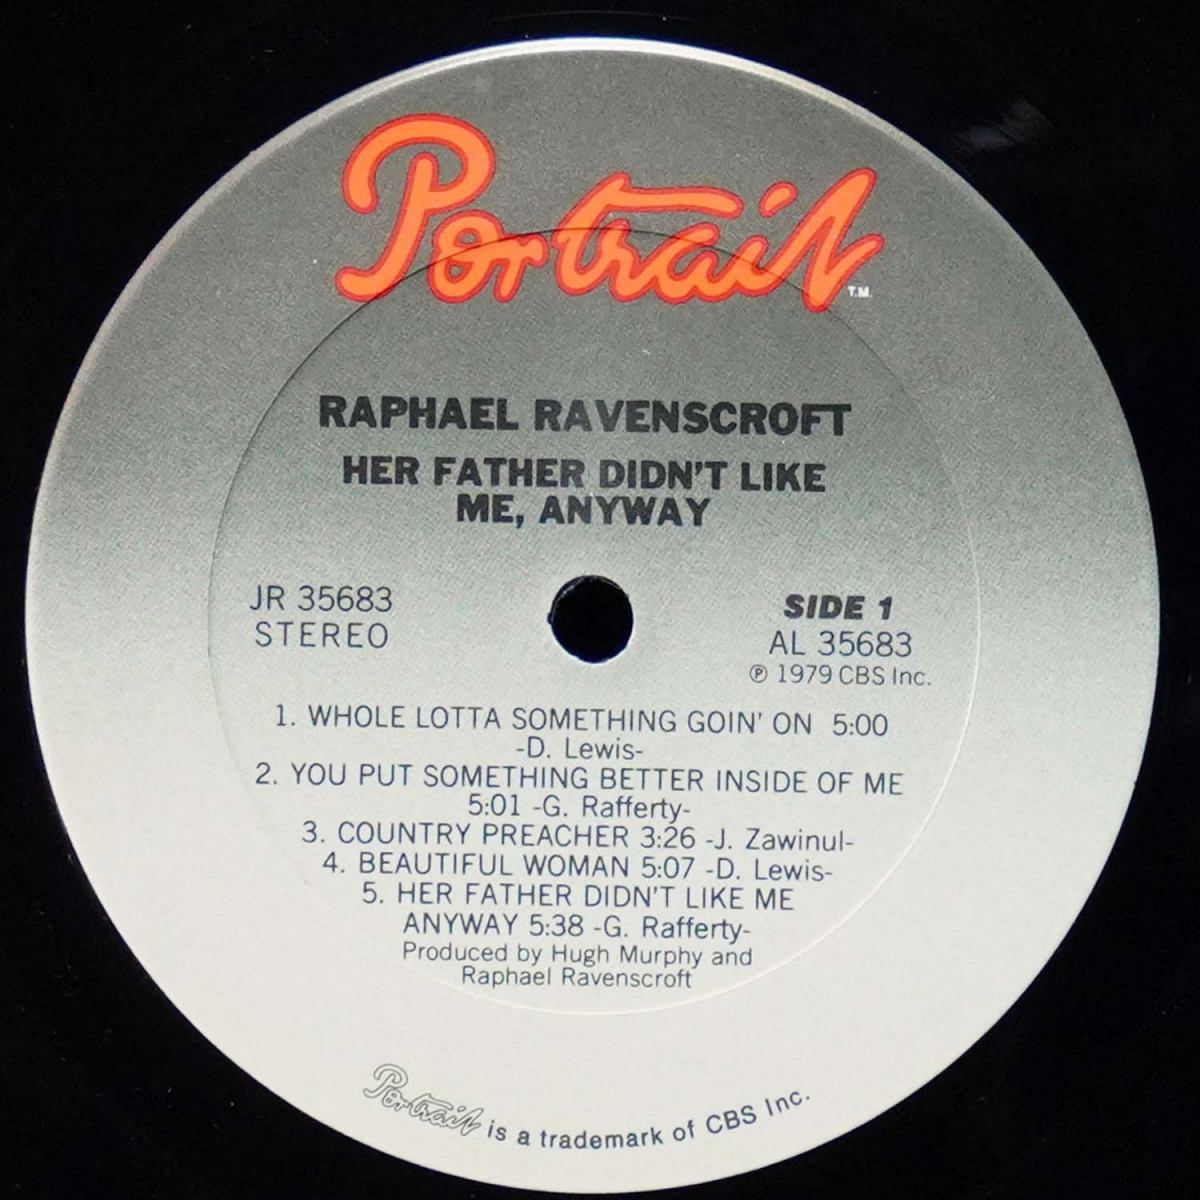 Portrait T.M.
RAPHAEL RAVENSCROFT
HER FATHER DIDN'T LIKE
ME, ANYWAY
JR 35683
STEREO
SIDE 1
AL 35683
℗ 1979 CBS Inc.
1. WHOLE LOTTA SOMETHING GOIN' ON 5:00
-D. Lewis-
2. YOU PUT SOMETHING BETTER INSIDE OF ME
5:01 -G. Rafferty-
3. COUNTRY PREACHER 3:26 -J. Zawinul-
4. BEAUTIFUL WOMAN 5:07 -D. Lewis-
5. HER FATHER DIDN'T LIKE ME
ANYWAY 5:38 -G. Rafferty-
Produced by Hugh Murphy and
Raphael Ravenscroft
Portrait is a trademark of CBS Inc.